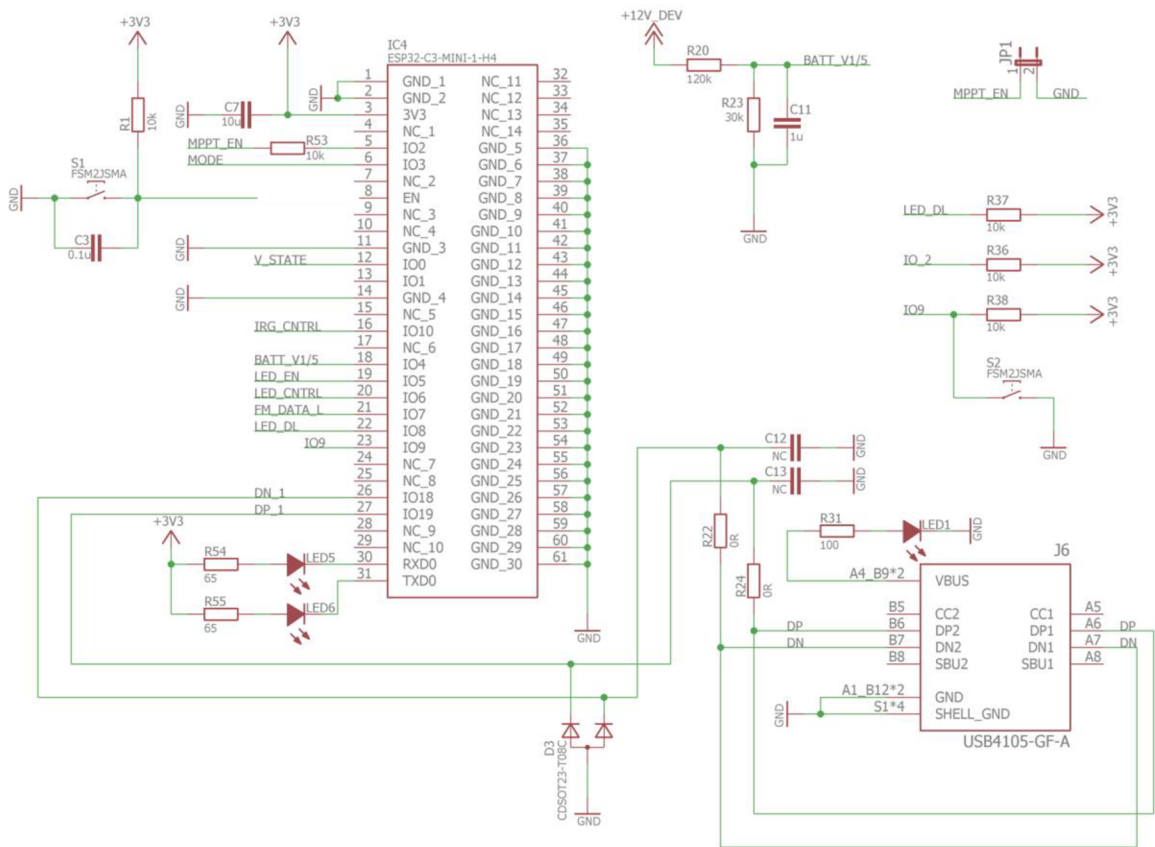 +3V3
+3V3
R1
10k
S1
FSM2JSMA
GND
C3
0.1u
GND
C7
10u
GND
MPPT_EN
R53
10k
MODE
GND
V_STATE
GND
IRG_CNTRL
BATT_V1/5
LED_EN
LED_CNTRL
FM_DATA_L
LED_DL
IO9
DN_1
DP_1
+3V3
R54
65
LED5
R55
65
LED6
IC4
ESP32-C3-MINI-1-H4
1 GND_1
2 GND_2
3 3V3
4 NC_1
5 IO2
6 IO3
7 NC_2
8 EN
9 NC_3
10 NC_4
11 GND_3
12 IO0
13 IO1
14 GND_4
15 NC_5
16 IO10
17 NC_6
18 IO4
19 IO5
20 IO6
21 IO7
22 IO8
23 IO9
24 NC_7
25 NC_8
26 IO18
27 IO19
28 NC_9
29 NC_10
30 RXD0
31 TXD0
NC_11 32
NC_12 33
NC_13 34
NC_14 35
GND_5 36
GND_6 37
GND_7 38
GND_8 39
GND_9 40
GND_10 41
GND_11 42
GND_12 43
GND_13 44
GND_14 45
GND_15 46
GND_16 47
GND_17 48
GND_18 49
GND_19 50
GND_20 51
GND_21 52
GND_22 53
GND_23 54
GND_24 55
GND_25 56
GND_26 57
GND_27 58
GND_28 59
GND_29 60
GND_30 61
GND
+12V_DEV
R20
120k
BATT_V1/5
R23
30k
C11
1u
GND
JP1
1
2
MPPT_EN
GND
LED_DL
R37
10k
+3V3
IO_2
R36
10k
+3V3
IO9
R38
10k
+3V3
S2
FSM2JSMA
GND
C12
NC
GND
C13
NC
GND
R22
0R
R24
0R
R31
100
LED1
GND
J6
A4_B9*2
VBUS
B5 CC2
B6 DP2
B7 DN2
B8 SBU2
CC1 A5
DP1 A6
DN1 A7
SBU1 A8
DP
DN
DP
DN
A1_B12*2
GND
S1*4
SHELL_GND
GND
USB4105-GF-A
D3
CDSOT23-T08C
GND